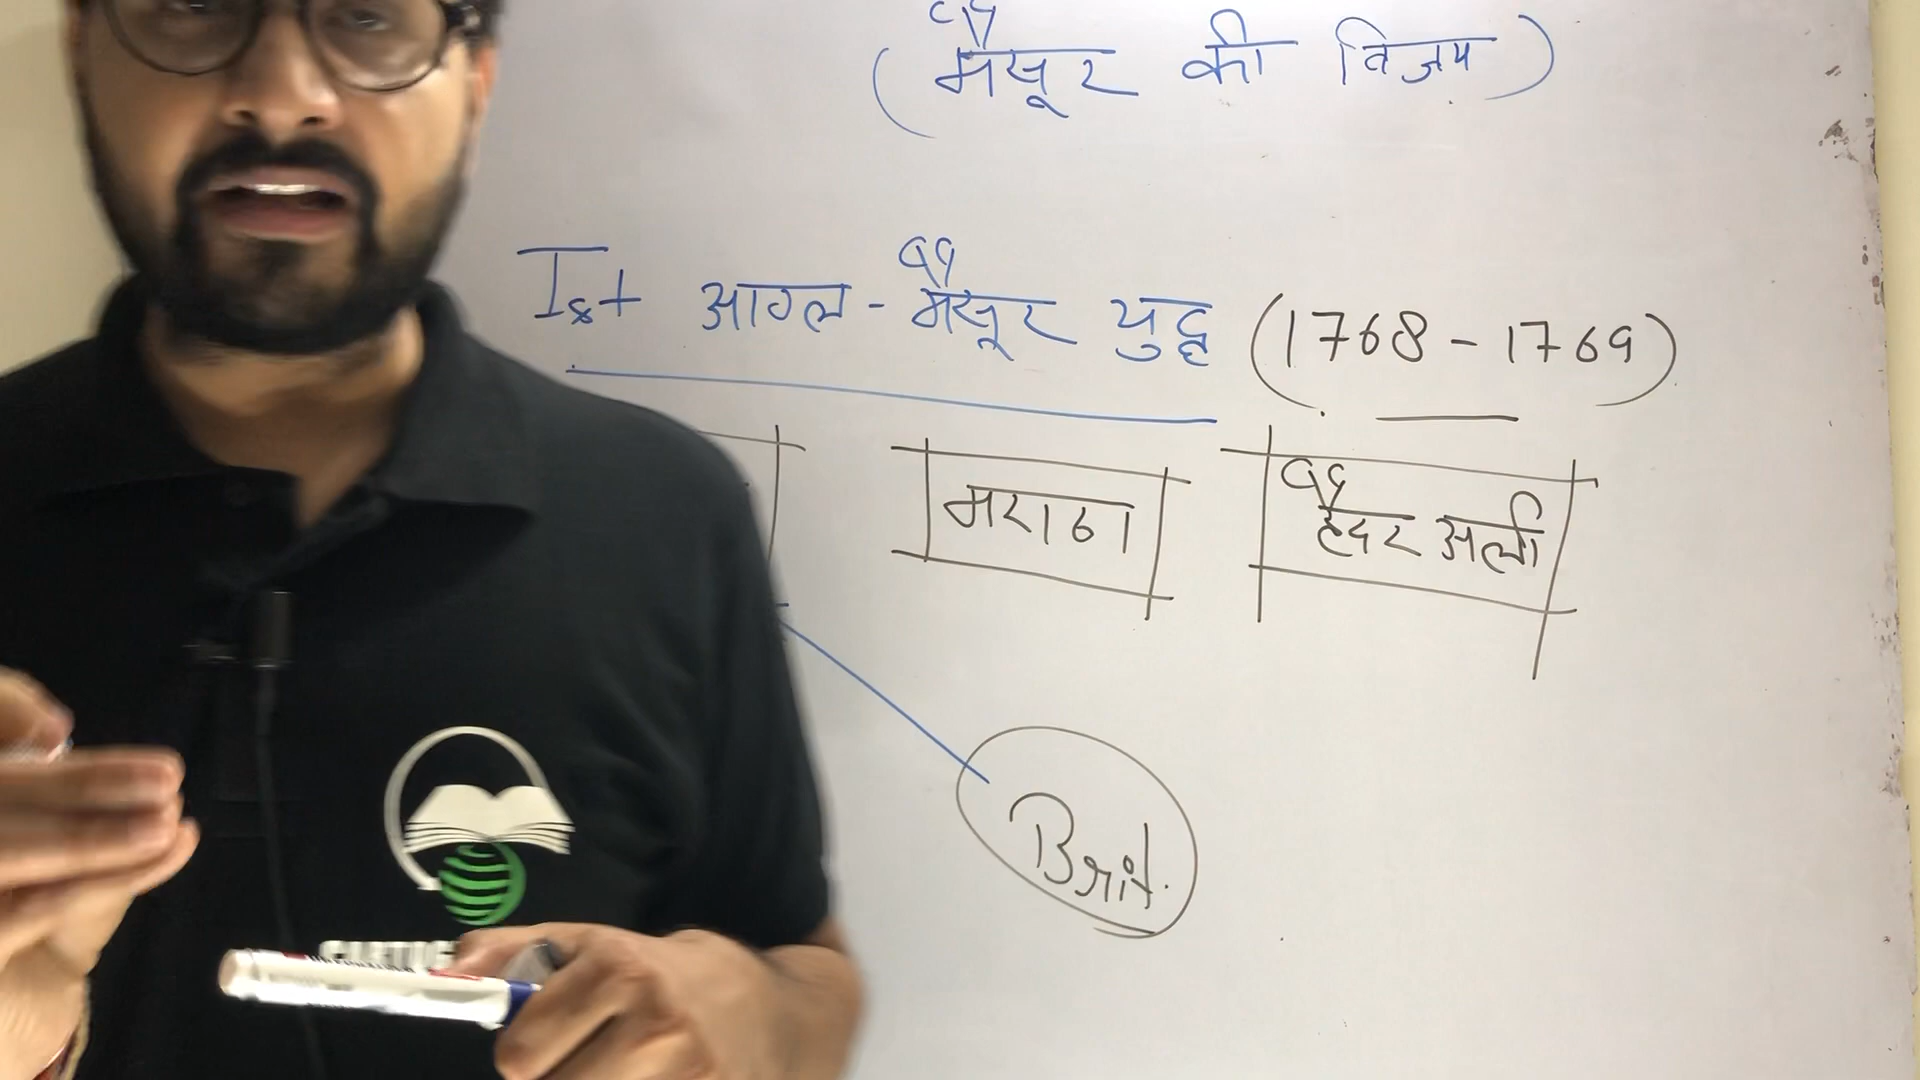 (मैसूर की विजय)
Ist आंग्ल - मैसूर युद्ध (1768 - 1769)
मराठा
हैदर अली
Brit.